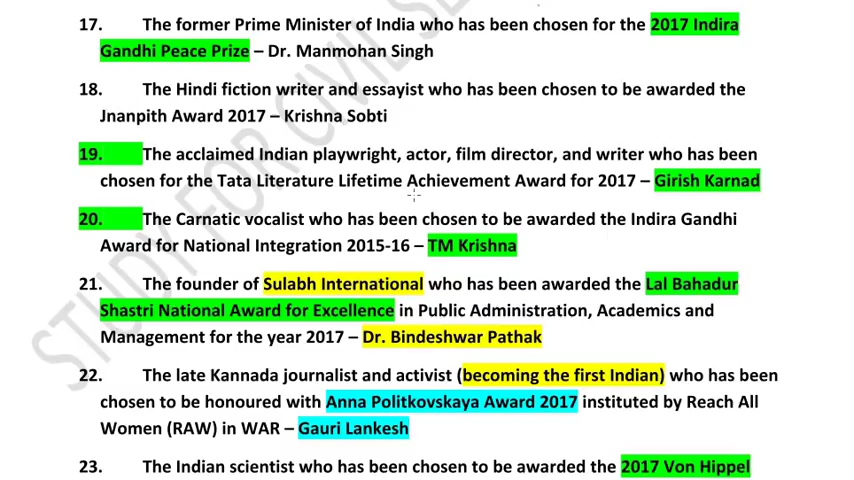 17. The former Prime Minister of India who has been chosen for the 2017 Indira
Gandhi Peace Prize – Dr. Manmohan Singh
18. The Hindi fiction writer and essayist who has been chosen to be awarded the
Jnanpith Award 2017 – Krishna Sobti
19. The acclaimed Indian playwright, actor, film director, and writer who has been
chosen for the Tata Literature Lifetime Achievement Award for 2017 – Girish Karnad
20. The Carnatic vocalist who has been chosen to be awarded the Indira Gandhi
Award for National Integration 2015-16 – TM Krishna
21. The founder of Sulabh International who has been awarded the Lal Bahadur
Shastri National Award for Excellence in Public Administration, Academics and
Management for the year 2017 – Dr. Bindeshwar Pathak
22. The late Kannada journalist and activist (becoming the first Indian) who has been
chosen to be honoured with Anna Politkovskaya Award 2017 instituted by Reach All
Women (RAW) in WAR – Gauri Lankesh
23. The Indian scientist who has been chosen to be awarded the 2017 Von Hippel
STUDY FOR CIVIL